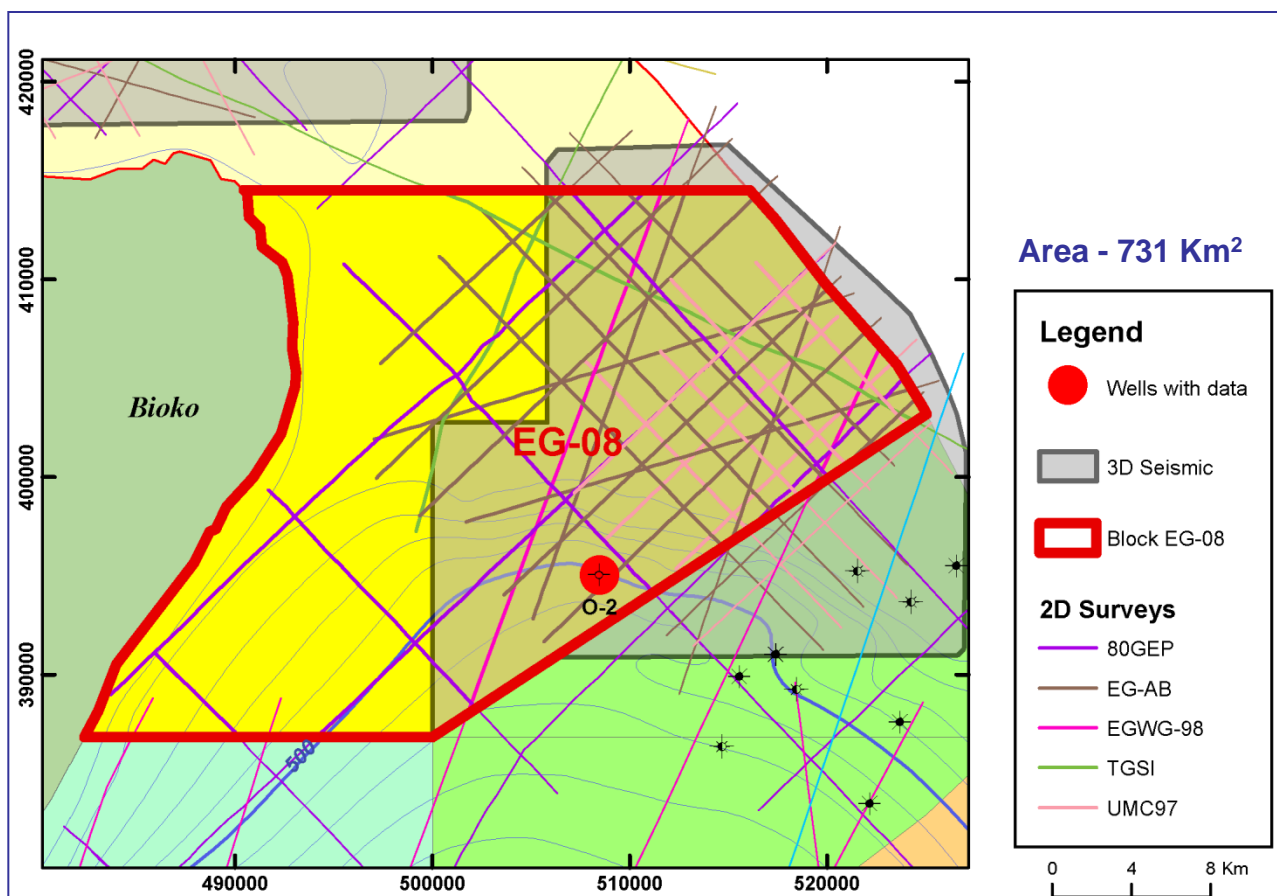 420000
410000
400000
390000
490000
500000
510000
520000
Bioko
EG-08
O-2
500
Area - 731 Km²
Legend
Wells with data
3D Seismic
Block EG-08
2D Surveys
80GEP
EG-AB
EGWG-98
TGSI
UMC97
0 4 8 Km